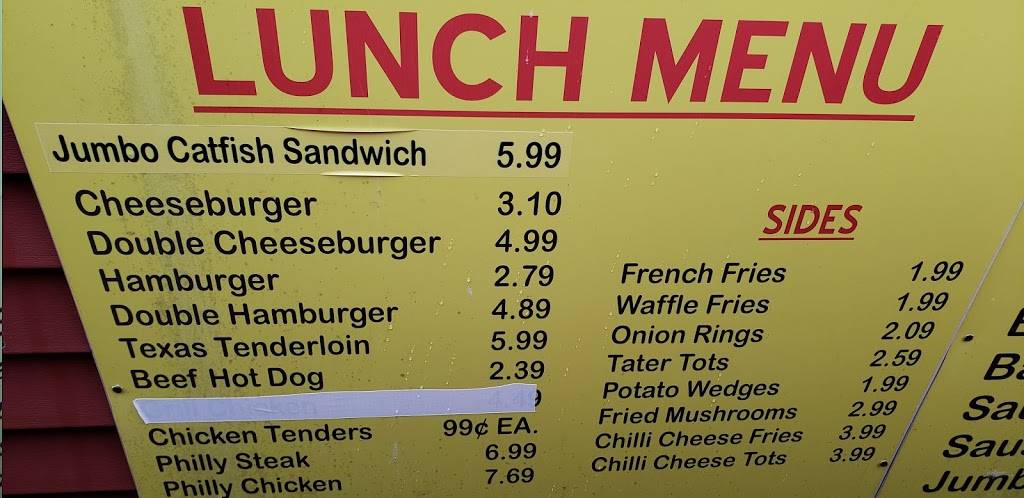 LUNCH MENU
Jumbo Catfish Sandwich 5.99
Cheeseburger 3.10
Double Cheeseburger 4.99
Hamburger 2.79
Double Hamburger 4.89
Texas Tenderloin 5.99
Beef Hot Dog 2.39
Chicken Tenders 99¢ EA.
Philly Steak 6.99
Philly Chicken 7.69
SIDES
French Fries 1.99
Waffle Fries 1.99
Onion Rings 2.09
Tater Tots 2.59
Potato Wedges 1.99
Fried Mushrooms 2.99
Chilli Cheese Fries 3.99
Chilli Cheese Tots 3.99